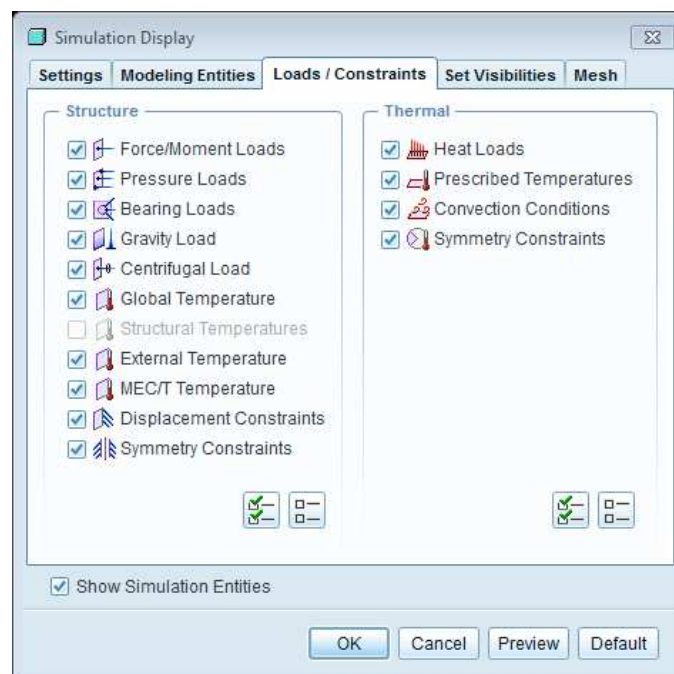 Simulation Display
Settings Modeling Entities Loads / Constraints Set Visibilities Mesh
Structure
Force/Moment Loads
Pressure Loads
Bearing Loads
Gravity Load
Centrifugal Load
Global Temperature
Structural Temperatures
External Temperature
MEC/T Temperature
Displacement Constraints
Symmetry Constraints
Thermal
Heat Loads
Prescribed Temperatures
Convection Conditions
Symmetry Constraints
Show Simulation Entities
OK Cancel Preview Default